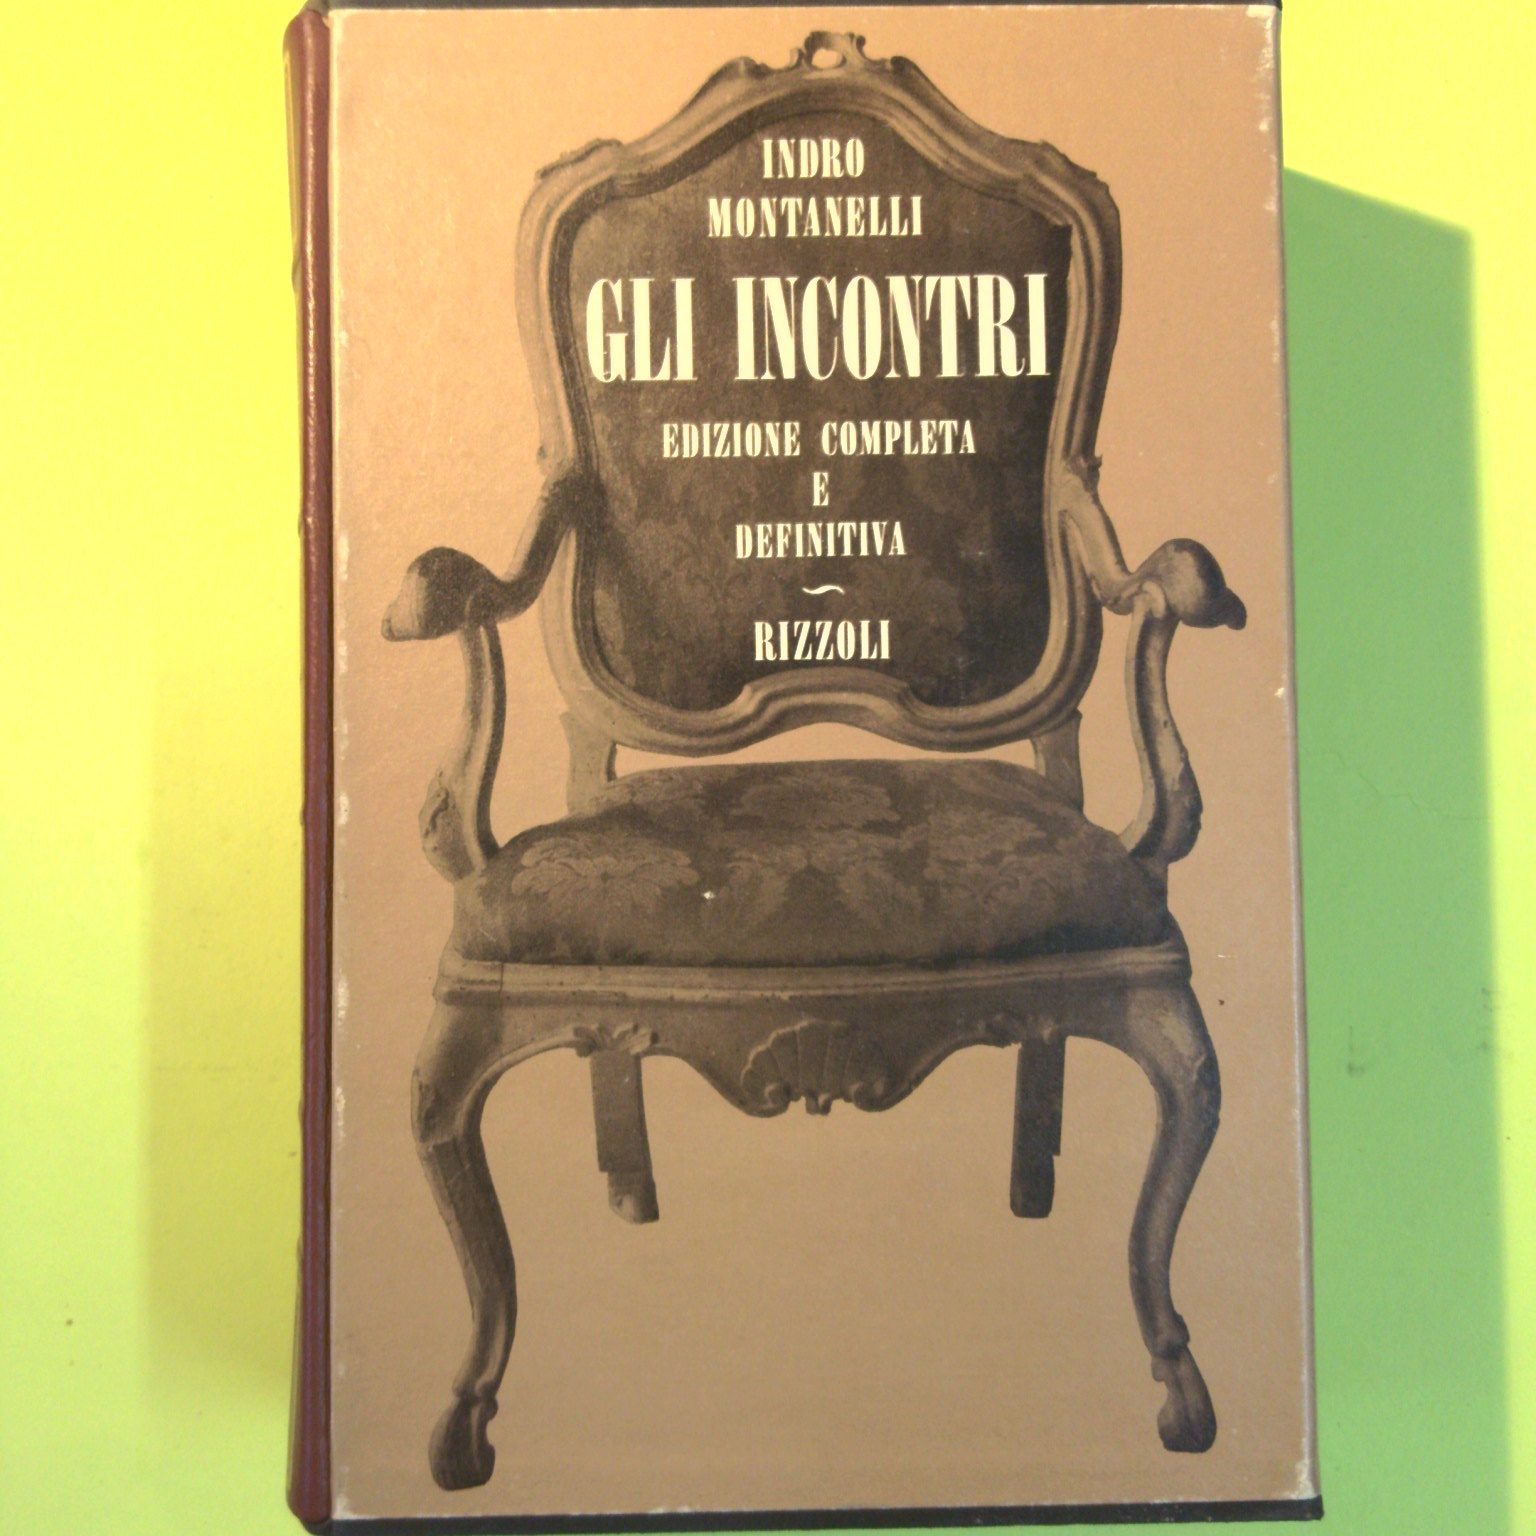 INDRO
MONTANELLI
GLI INCONTRI
EDIZIONE COMPLETA
E
DEFINITIVA
RIZZOLI